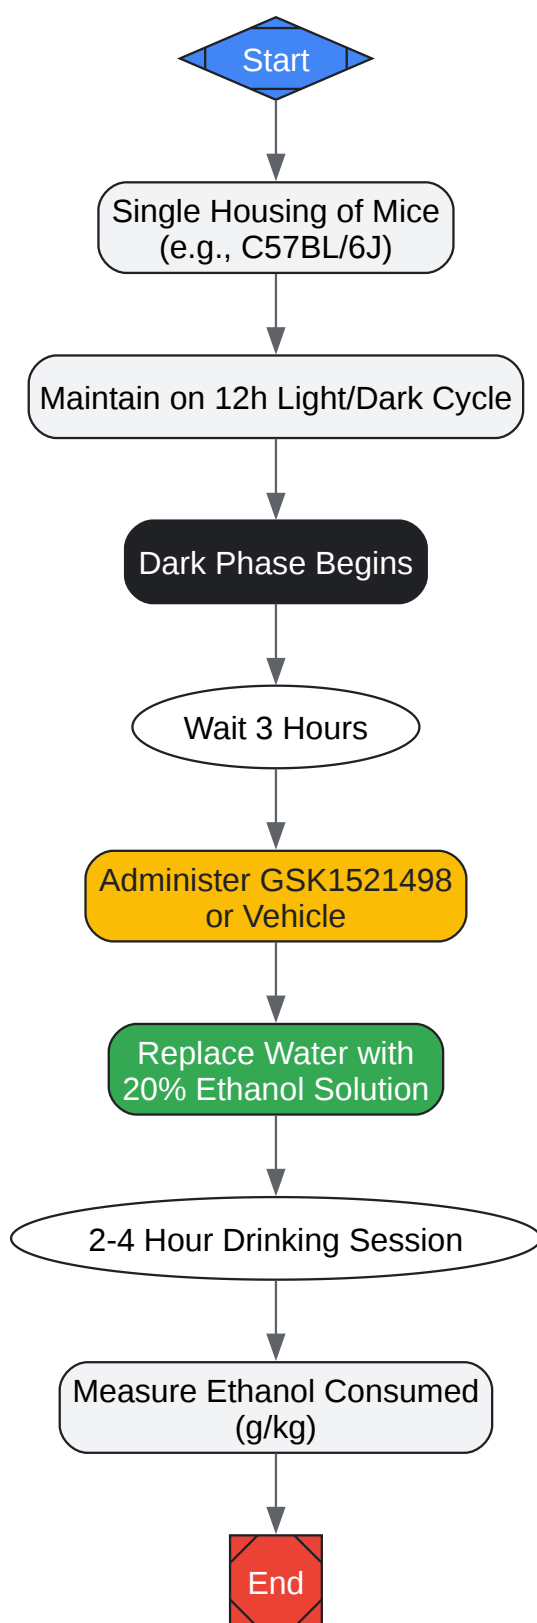 Start
Single Housing of Mice
(e.g., C57BL/6J)
Maintain on 12h Light/Dark Cycle
Dark Phase Begins
Wait 3 Hours
Administer GSK1521498
or Vehicle
Replace Water with
20% Ethanol Solution
2-4 Hour Drinking Session
Measure Ethanol Consumed
(g/kg)
End